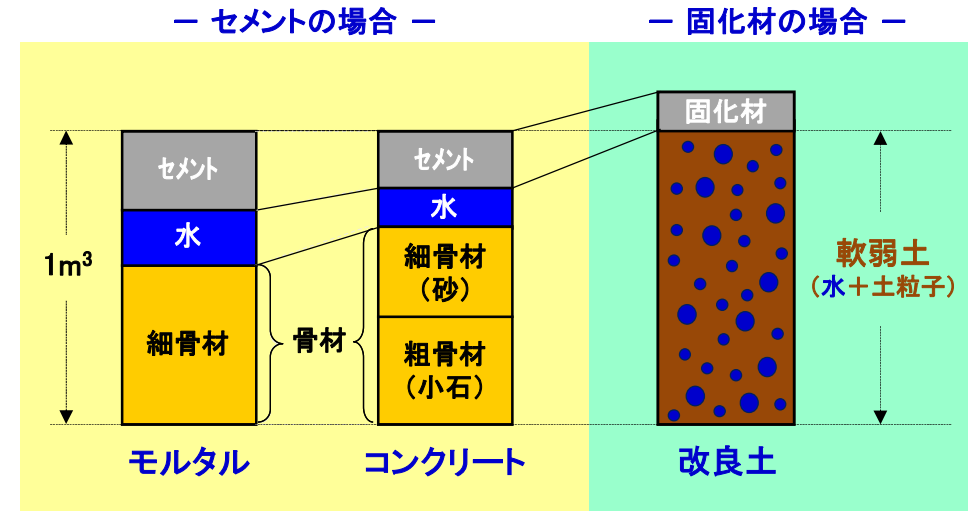 － セメントの場合 －
－ 固化材の場合 －
セメント
水
細骨材
1m³
骨材
セメント
水
細骨材
（砂）
粗骨材
（小石）
固化材
軟弱土
（水＋土粒子）
モルタル
コンクリート
改良土